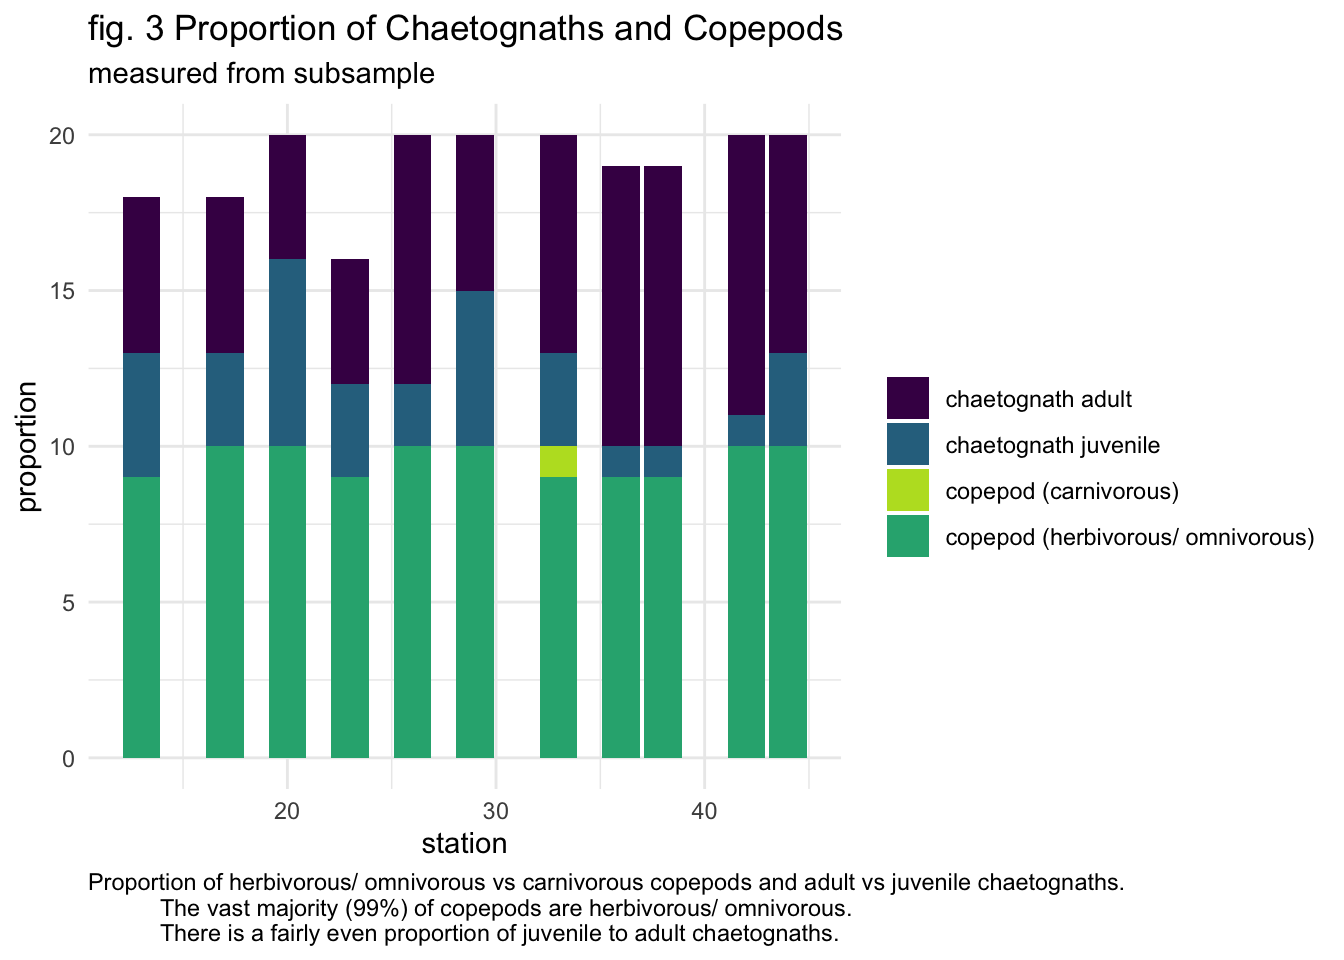 fig. 3 Proportion of Chaetognaths and Copepods
measured from subsample
20
15
10
5
0
proportion
20 30 40
station
chaetognath adult
chaetognath juvenile
copepod (carnivorous)
copepod (herbivorous/ omnivorous)
Proportion of herbivorous/ omnivorous vs carnivorous copepods and adult vs juvenile chaetognaths.
The vast majority (99%) of copepods are herbivorous/ omnivorous.
There is a fairly even proportion of juvenile to adult chaetognaths.